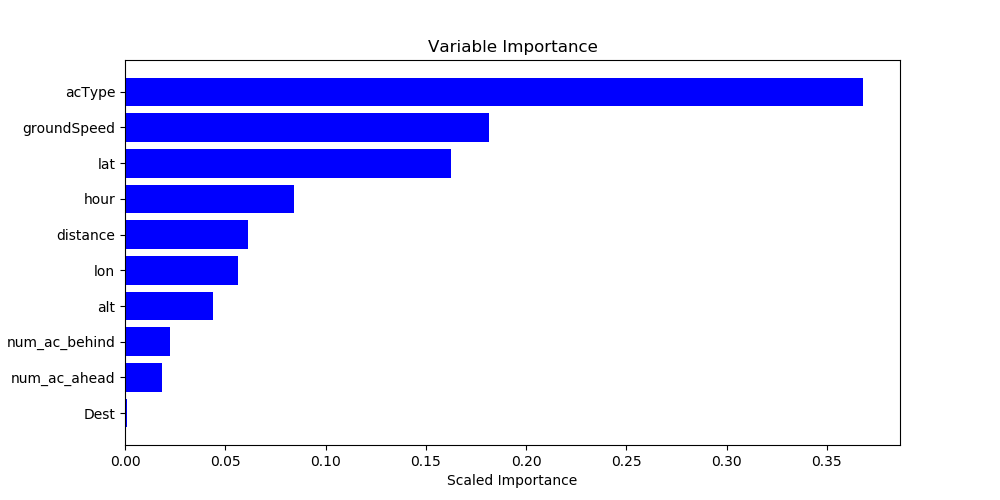 Variable Importance
acType
groundSpeed
lat
hour
distance
lon
alt
num_ac_behind
num_ac_ahead
Dest
0.00 0.05 0.10 0.15 0.20 0.25 0.30 0.35
Scaled Importance